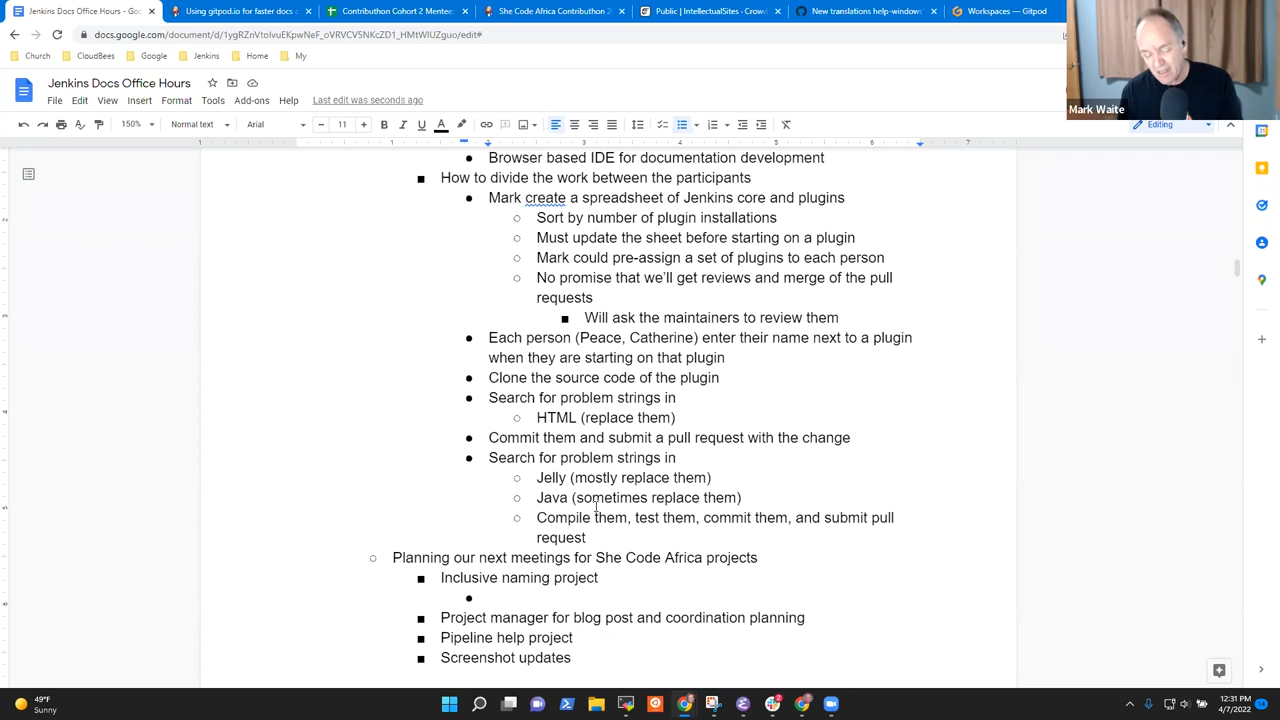 Jenkins Docs Office Hours - G
Using gitpod.io for faster docs
Contributhon Cohort 2 Mentee
She Code Africa Contributhon 2
Public | IntellectualSites - Crowd
New translations help-windows
Workspaces — Gitpod
docs.google.com/document/d/1ygRZnVtoIvuEKpwNeF_oVRVCV5NKcZD1_HMtWIUZguo/edit#
Church
CloudBees
Google
Jenkins
Home
My
Jenkins Docs Office Hours
File Edit View Insert Format Tools Add-ons Help Last edit was seconds ago
150% Normal text Arial 11 Editing
Mark Waite
Browser based IDE for documentation development
How to divide the work between the participants
Mark create a spreadsheet of Jenkins core and plugins
Sort by number of plugin installations
Must update the sheet before starting on a plugin
Mark could pre-assign a set of plugins to each person
No promise that we'll get reviews and merge of the pull
requests
Will ask the maintainers to review them
Each person (Peace, Catherine) enter their name next to a plugin
when they are starting on that plugin
Clone the source code of the plugin
Search for problem strings in
HTML (replace them)
Commit them and submit a pull request with the change
Search for problem strings in
Jelly (mostly replace them)
Java (sometimes replace them)
Compile them, test them, commit them, and submit pull
request
Planning our next meetings for She Code Africa projects
Inclusive naming project
Project manager for blog post and coordination planning
Pipeline help project
Screenshot updates
49°F
Sunny
12:31 PM
4/7/2022